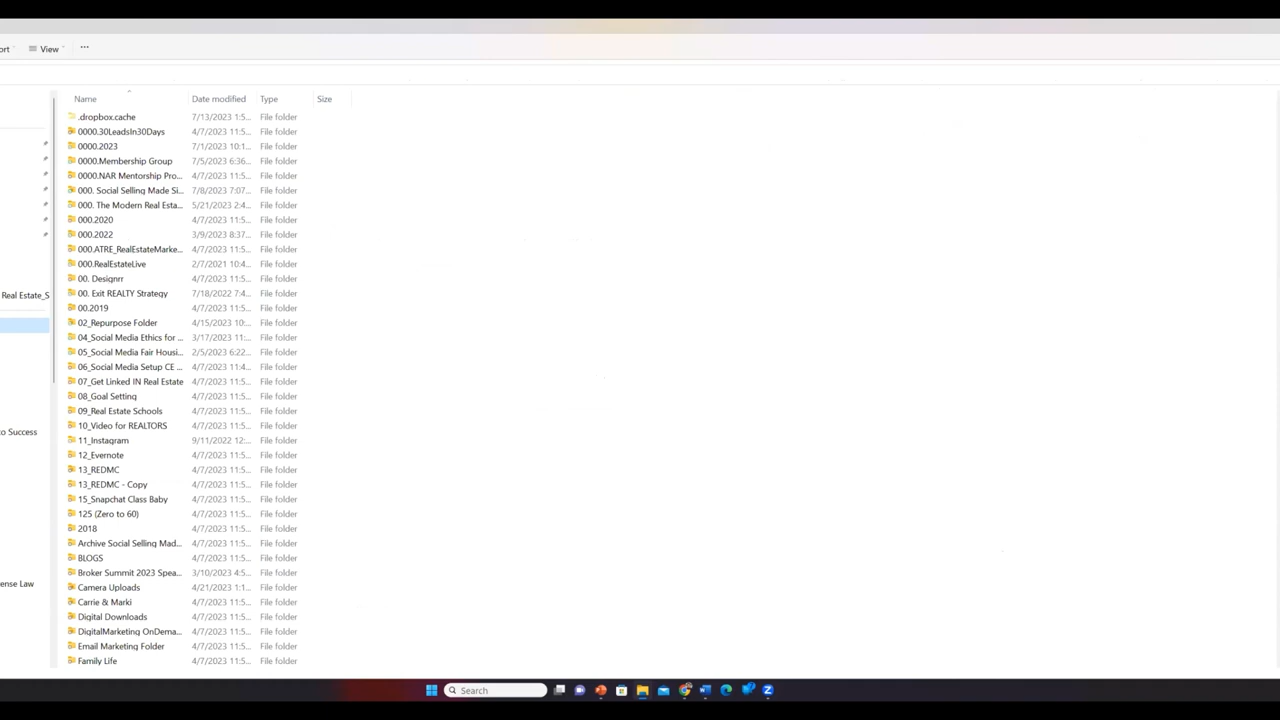 ort View ...
Name Date modified Type Size
.dropbox.cache 7/13/2023 1:5... File folder
0000.30LeadsIn30Days 4/7/2023 11:5... File folder
0000.2023 7/1/2023 10:1... File folder
0000.Membership Group 7/5/2023 6:36... File folder
0000.NAR Mentorship Pro... 4/7/2023 11:5... File folder
000. Social Selling Made Si... 7/8/2023 7:07... File folder
000. The Modern Real Esta... 5/21/2023 2:4... File folder
000.2020 4/7/2023 11:5... File folder
000.2022 3/9/2023 8:37... File folder
000.ATRE_RealEstateMarke... 4/7/2023 11:5... File folder
000.RealEstateLive 2/7/2021 10:4... File folder
00. Designrr 4/7/2023 11:5... File folder
00. Exit REALTY Strategy 7/18/2022 7:4... File folder
Real Estate_S
00.2019 4/7/2023 11:5... File folder
02_Repurpose Folder 4/15/2023 10:... File folder
04_Social Media Ethics for ... 3/17/2023 11:... File folder
05_Social Media Fair Housi... 2/5/2023 6:22... File folder
06_Social Media Setup CE ... 4/7/2023 11:4... File folder
07_Get Linked IN Real Estate 4/7/2023 11:5... File folder
08_Goal Setting 4/7/2023 11:5... File folder
09_Real Estate Schools 4/7/2023 11:5... File folder
10_Video for REALTORS 4/7/2023 11:5... File folder
to Success
11_Instagram 9/11/2022 12:... File folder
12_Evernote 4/7/2023 11:5... File folder
13_REDMC 4/7/2023 11:5... File folder
13_REDMC - Copy 4/7/2023 11:5... File folder
15_Snapchat Class Baby 4/7/2023 11:5... File folder
125 (Zero to 60) 4/7/2023 11:5... File folder
2018 4/7/2023 11:5... File folder
Archive Social Selling Mad... 4/7/2023 11:5... File folder
BLOGS 4/7/2023 11:5... File folder
Broker Summit 2023 Spea... 3/10/2023 4:5... File folder
ense Law
Camera Uploads 4/21/2023 1:1... File folder
Carrie & Marki 4/7/2023 11:5... File folder
Digital Downloads 4/7/2023 11:5... File folder
DigitalMarketing OnDema... 4/7/2023 11:5... File folder
Email Marketing Folder 4/7/2023 11:5... File folder
Family Life 4/7/2023 11:5... File folder
Search